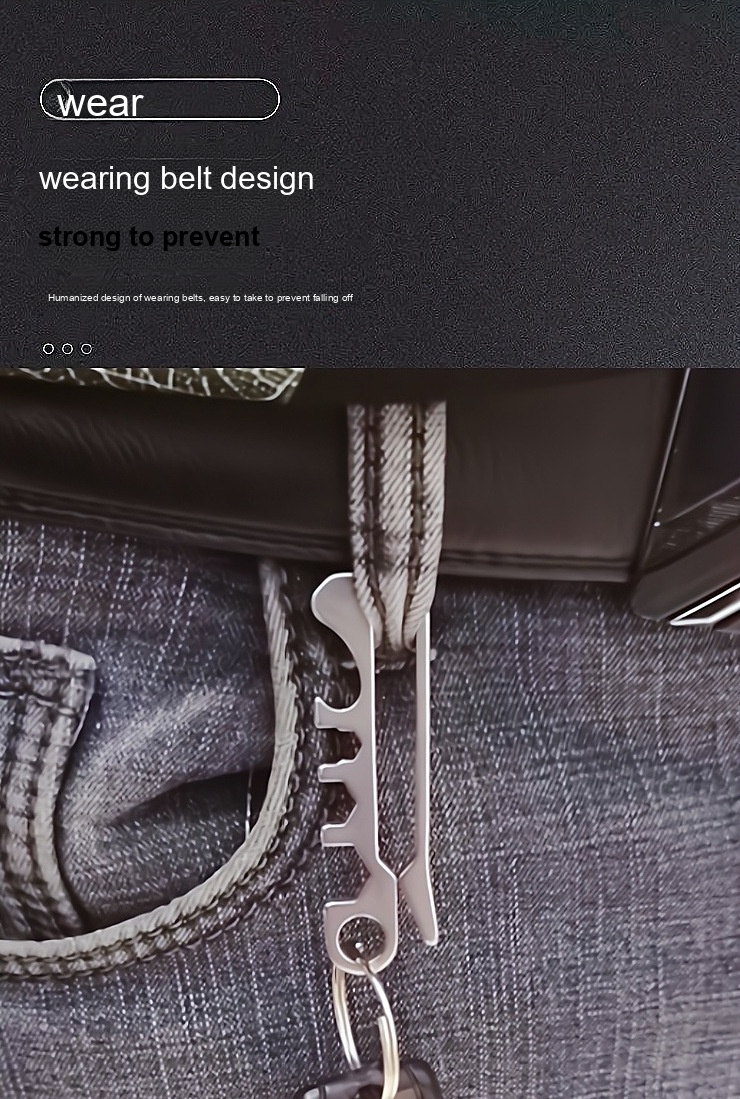 wear
wearing belt design
strong to prevent
Humanized design of wearing belts, easy to take to prevent falling off